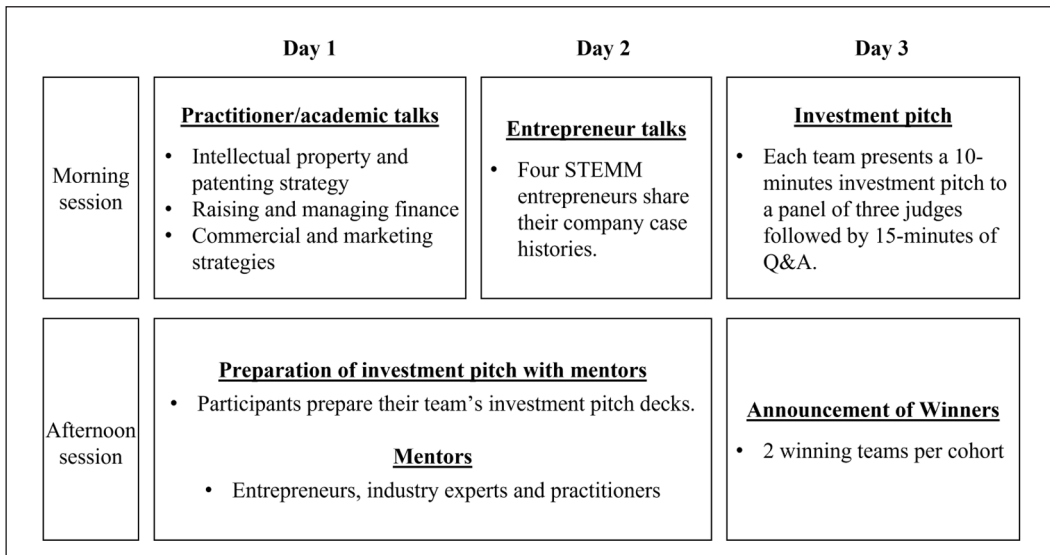 Day 1
Day 2
Day 3
Morning
session
Practitioner/academic talks
• Intellectual property and
patenting strategy
• Raising and managing finance
• Commercial and marketing
strategies
Entrepreneur talks
• Four STEMM
entrepreneurs share
their company case
histories.
Investment pitch
• Each team presents a 10-
minutes investment pitch to
a panel of three judges
followed by 15-minutes of
Q&A.
Afternoon
session
Preparation of investment pitch with mentors
• Participants prepare their team’s investment pitch decks.
Mentors
• Entrepreneurs, industry experts and practitioners
Announcement of Winners
• 2 winning teams per cohort